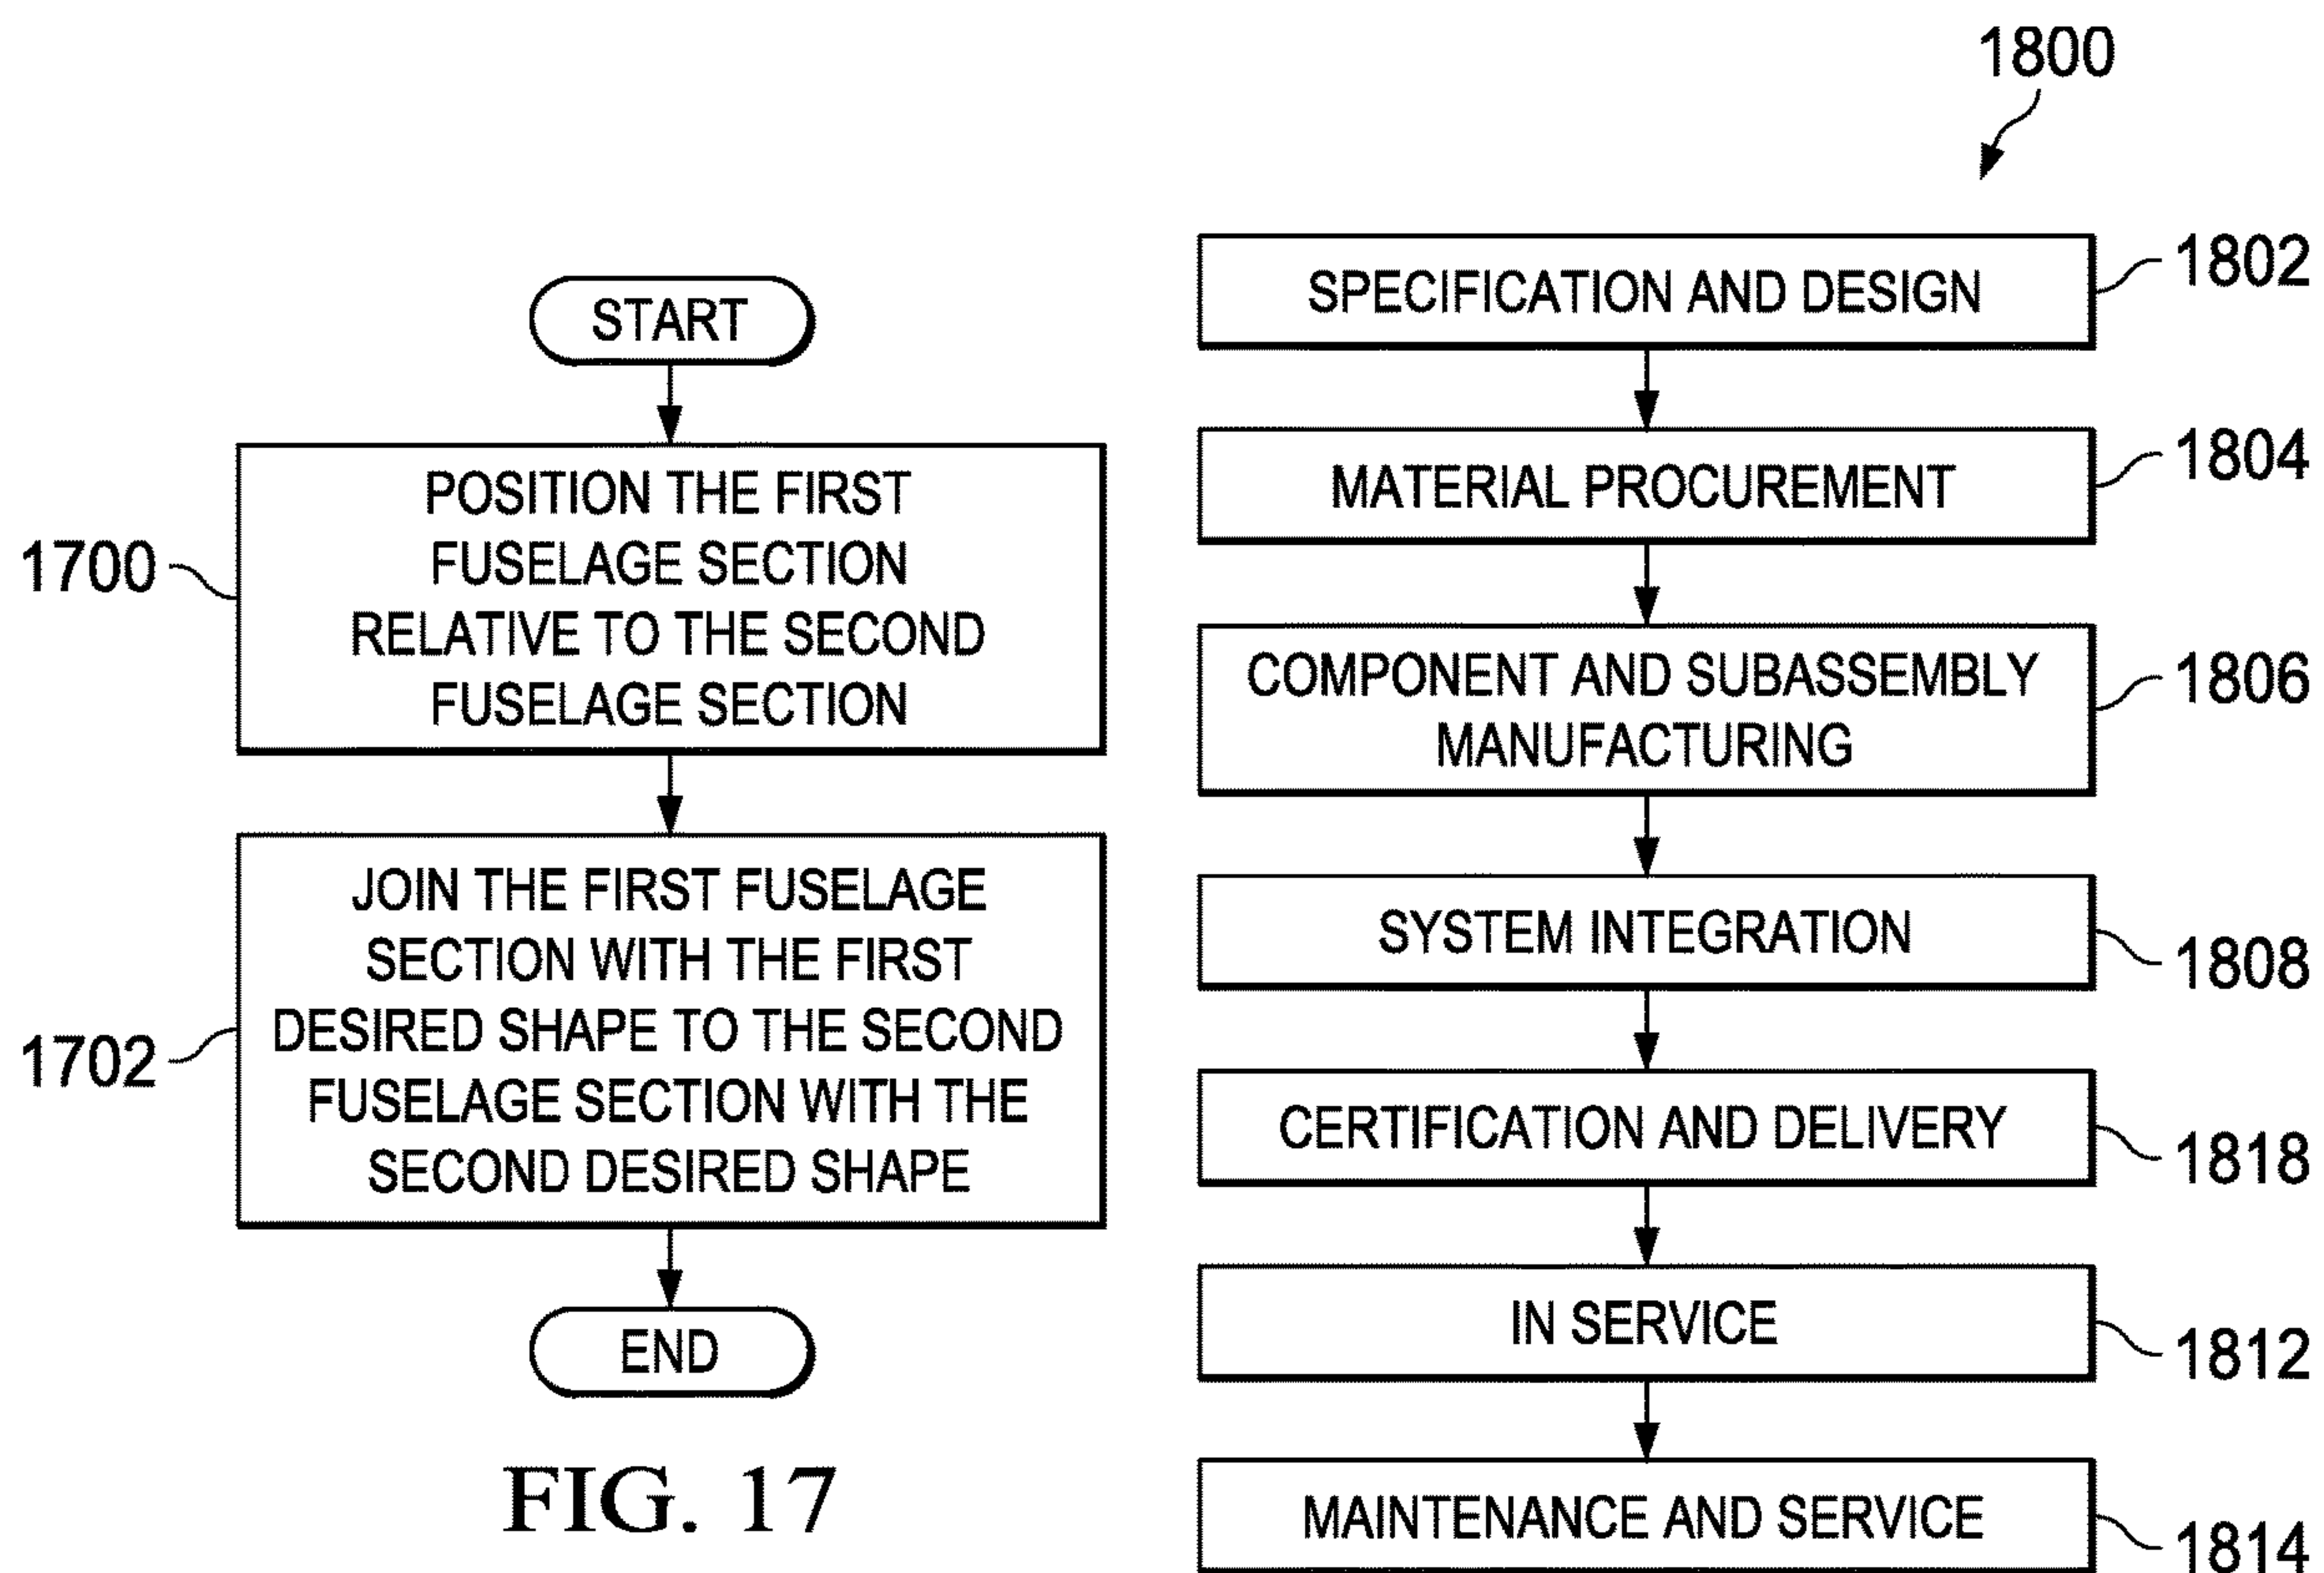 START
1700
POSITION THE FIRST
FUSELAGE SECTION
RELATIVE TO THE SECOND
FUSELAGE SECTION
1702
JOIN THE FIRST FUSELAGE
SECTION WITH THE FIRST
DESIRED SHAPE TO THE SECOND
FUSELAGE SECTION WITH THE
SECOND DESIRED SHAPE
END
FIG. 17
1800
SPECIFICATION AND DESIGN
1802
MATERIAL PROCUREMENT
1804
COMPONENT AND SUBASSEMBLY
MANUFACTURING
1806
SYSTEM INTEGRATION
1808
CERTIFICATION AND DELIVERY
1818
IN SERVICE
1812
MAINTENANCE AND SERVICE
1814